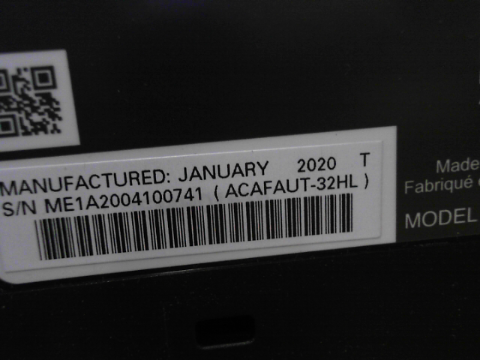 MANUFACTURED: JANUARY 2020 T
S/N ME1A2004100741 ( ACAFAUT-32HL )
Made
Fabriqué
MODEL